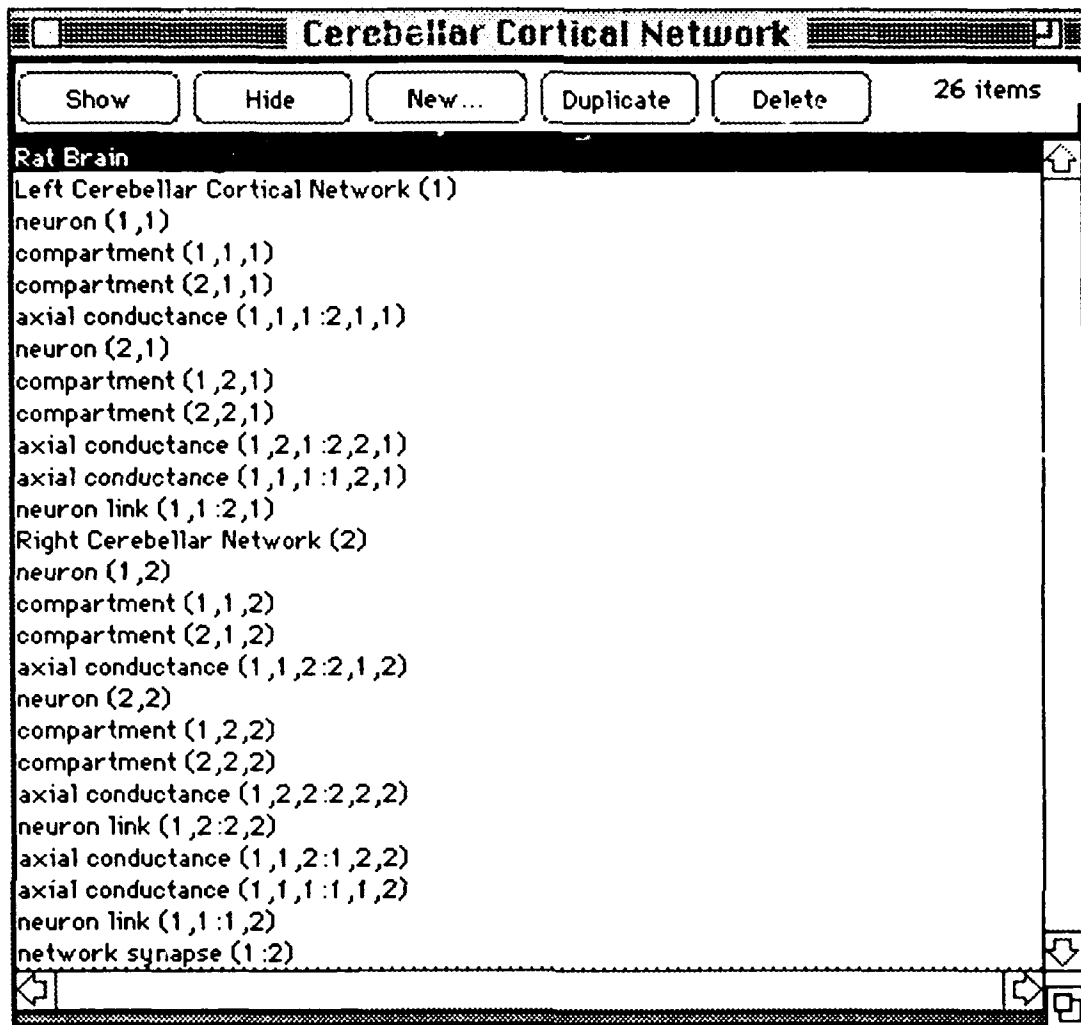 Cerebellar Cortical Network
Show Hide New... Duplicate Delete 26 items
Rat Brain
Left Cerebellar Cortical Network (1)
neuron (1,1)
compartment (1,1,1)
compartment (2,1,1)
axial conductance (1,1,1:2,1,1)
neuron (2,1)
compartment (1,2,1)
compartment (2,2,1)
axial conductance (1,2,1:2,2,1)
axial conductance (1,1,1:1,2,1)
neuron link (1,1:2,1)
Right Cerebellar Network (2)
neuron (1,2)
compartment (1,1,2)
compartment (2,1,2)
axial conductance (1,1,2:2,1,2)
neuron (2,2)
compartment (1,2,2)
compartment (2,2,2)
axial conductance (1,2,2:2,2,2)
neuron link (1,2:2,2)
axial conductance (1,1,2:1,2,2)
axial conductance (1,1,1:1,1,2)
neuron link (1,1:1,2)
network synapse (1:2)